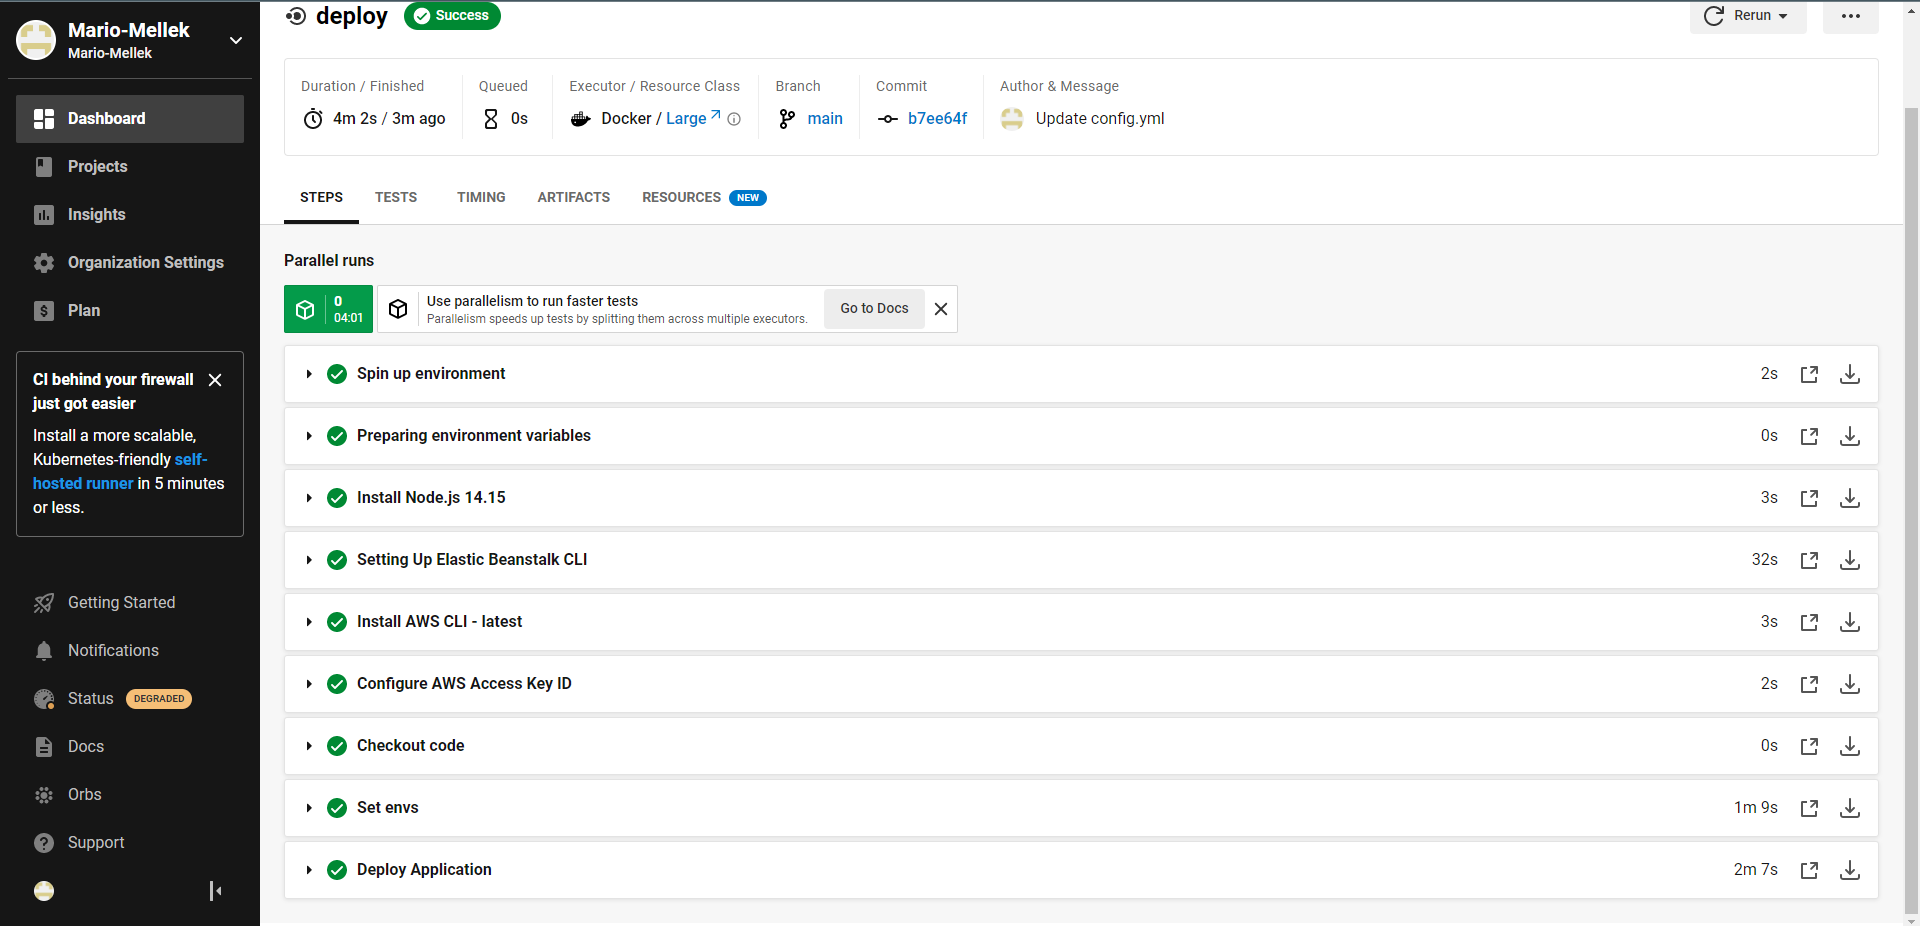 Mario-Mellek
Mario-Mellek
Dashboard
Projects
Insights
Organization Settings
Plan
CI behind your firewall
just got easier
Install a more scalable,
Kubernetes-friendly self-
hosted runner in 5 minutes
or less.
Getting Started
Notifications
Status DEGRADED
Docs
Orbs
Support
deploy Success
Rerun
Duration / Finished
4m 2s / 3m ago
Queued
0s
Executor / Resource Class
Docker / Large
Branch
main
Commit
b7ee64f
Author & Message
Update config.yml
STEPS TESTS TIMING ARTIFACTS RESOURCES NEW
Parallel runs
0
04:01
Use parallelism to run faster tests
Parallelism speeds up tests by splitting them across multiple executors.
Go to Docs
Spin up environment 2s
Preparing environment variables 0s
Install Node.js 14.15 3s
Setting Up Elastic Beanstalk CLI 32s
Install AWS CLI - latest 3s
Configure AWS Access Key ID 2s
Checkout code 0s
Set envs 1m 9s
Deploy Application 2m 7s